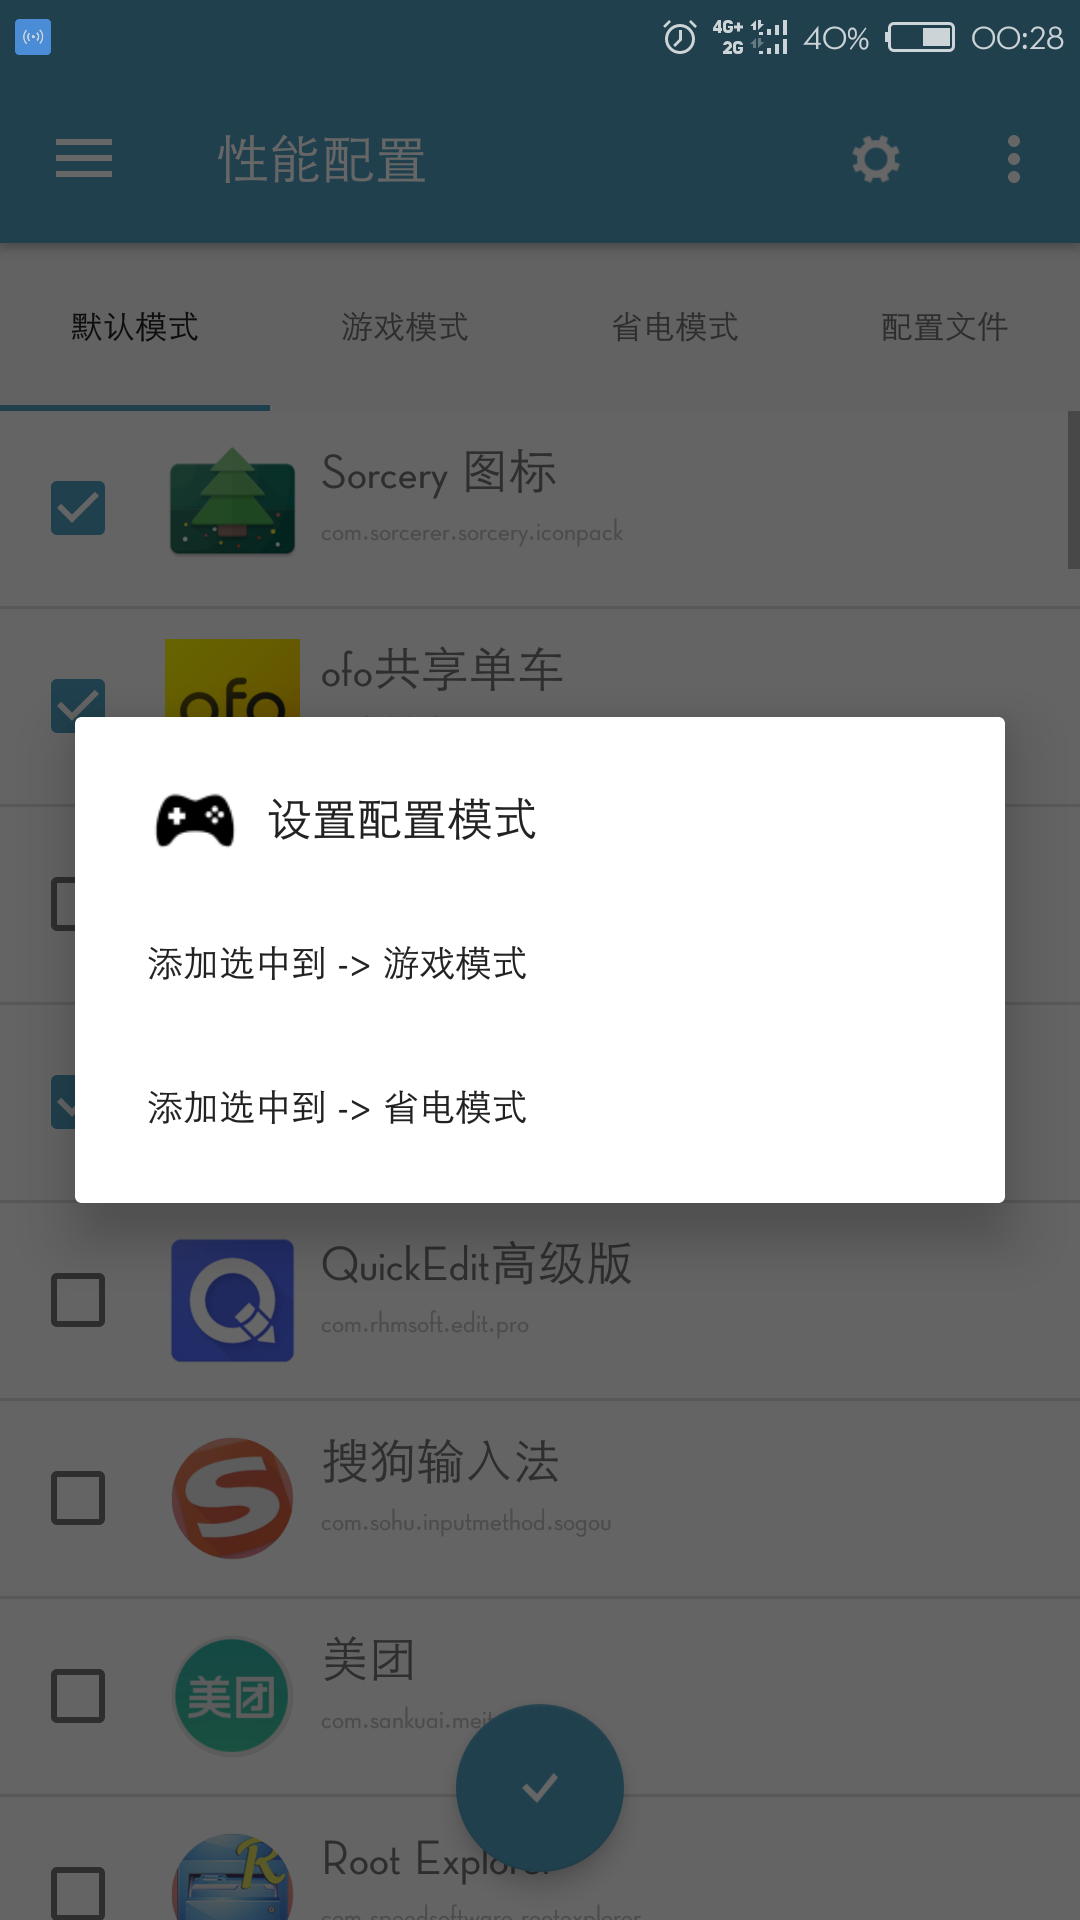 4G+
2G
40%
00:28
性能配置
默认模式
游戏模式
省电模式
配置文件
Sorcery 图标
com.sorcerer.sorcery.iconpack
ofo共享单车
ofo
设置配置模式
添加选中到 -> 游戏模式
添加选中到 -> 省电模式
QuickEdit高级版
com.rhmsoft.edit.pro
搜狗输入法
com.sohu.inputmethod.sogou
美团
美团
com.sankuai.meit
Root Explorer
com.speedsoftware.rootexplorer